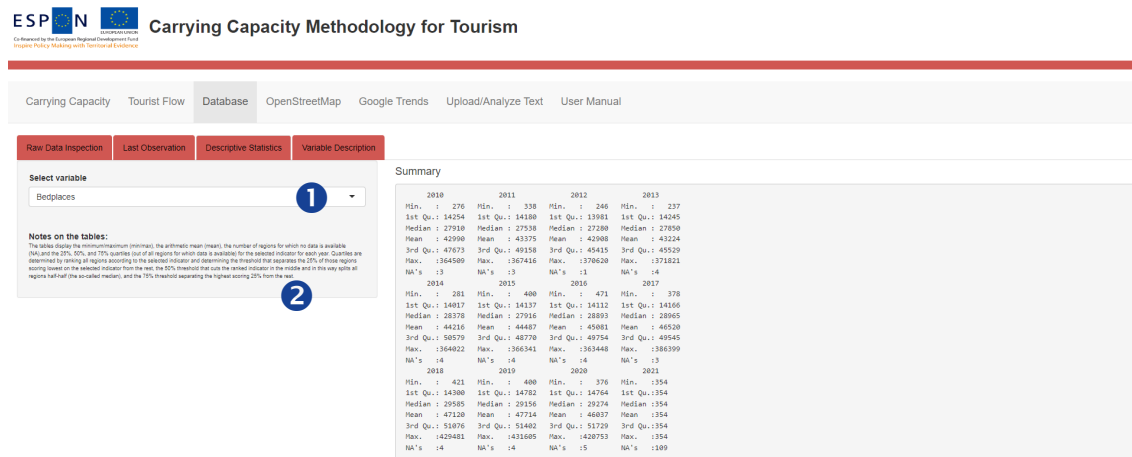 ESPON
EUROPEAN UNION
Co-financed by the European Regional Development Fund
Inspire Policy Making with Territorial Evidence
Carrying Capacity Methodology for Tourism
Carrying Capacity Tourist Flow Database OpenStreetMap Google Trends Upload/Analyze Text User Manual
Raw Data Inspection Last Observation Descriptive Statistics Variable Description
Select variable
Bedplaces
1
Notes on the tables:
The tables display the minimum/maximum (min/max), the arithmetic mean (mean), the number of regions for which no data is available
(NA),and the 25%, 50%, and 75% quantiles (out of all regions for which data is available) for the selected indicator for each year. Quantiles are
determined by ranking all regions according to the selected indicator and determining the threshold that separates the 25% of those regions
scoring lowest on the selected indicator from the rest, the 50% threshold that cuts the ranked indicator in the middle and in this way splits all
regions half-half (the so-called median), and the 75% threshold separating the highest scoring 25% from the rest.
2
Summary
2010 2011 2012 2013
Min. : 276 Min. : 338 Min. : 246 Min. : 237
1st Qu.: 14254 1st Qu.: 14180 1st Qu.: 13981 1st Qu.: 14245
Median : 27910 Median : 27538 Median : 27280 Median : 27850
Mean : 42990 Mean : 43375 Mean : 42908 Mean : 43224
3rd Qu.: 47673 3rd Qu.: 49158 3rd Qu.: 45415 3rd Qu.: 45529
Max. :364509 Max. :367416 Max. :370620 Max. :371821
NA's :3 NA's :3 NA's :1 NA's :4
2014 2015 2016 2017
Min. : 281 Min. : 400 Min. : 471 Min. : 378
1st Qu.: 14017 1st Qu.: 14137 1st Qu.: 14112 1st Qu.: 14166
Median : 28378 Median : 27916 Median : 28893 Median : 28965
Mean : 44216 Mean : 44487 Mean : 45081 Mean : 46520
3rd Qu.: 50579 3rd Qu.: 48770 3rd Qu.: 49754 3rd Qu.: 49545
Max. :364022 Max. :366341 Max. :363448 Max. :386399
NA's :4 NA's :4 NA's :4 NA's :3
2018 2019 2020 2021
Min. : 421 Min. : 400 Min. : 376 Min. :354
1st Qu.: 14300 1st Qu.: 14782 1st Qu.: 14764 1st Qu.:354
Median : 29585 Median : 29156 Median : 29274 Median :354
Mean : 47120 Mean : 47714 Mean : 46037 Mean :354
3rd Qu.: 51076 3rd Qu.: 51402 3rd Qu.: 51729 3rd Qu.:354
Max. :429481 Max. :431605 Max. :420753 Max. :354
NA's :4 NA's :4 NA's :5 NA's :109